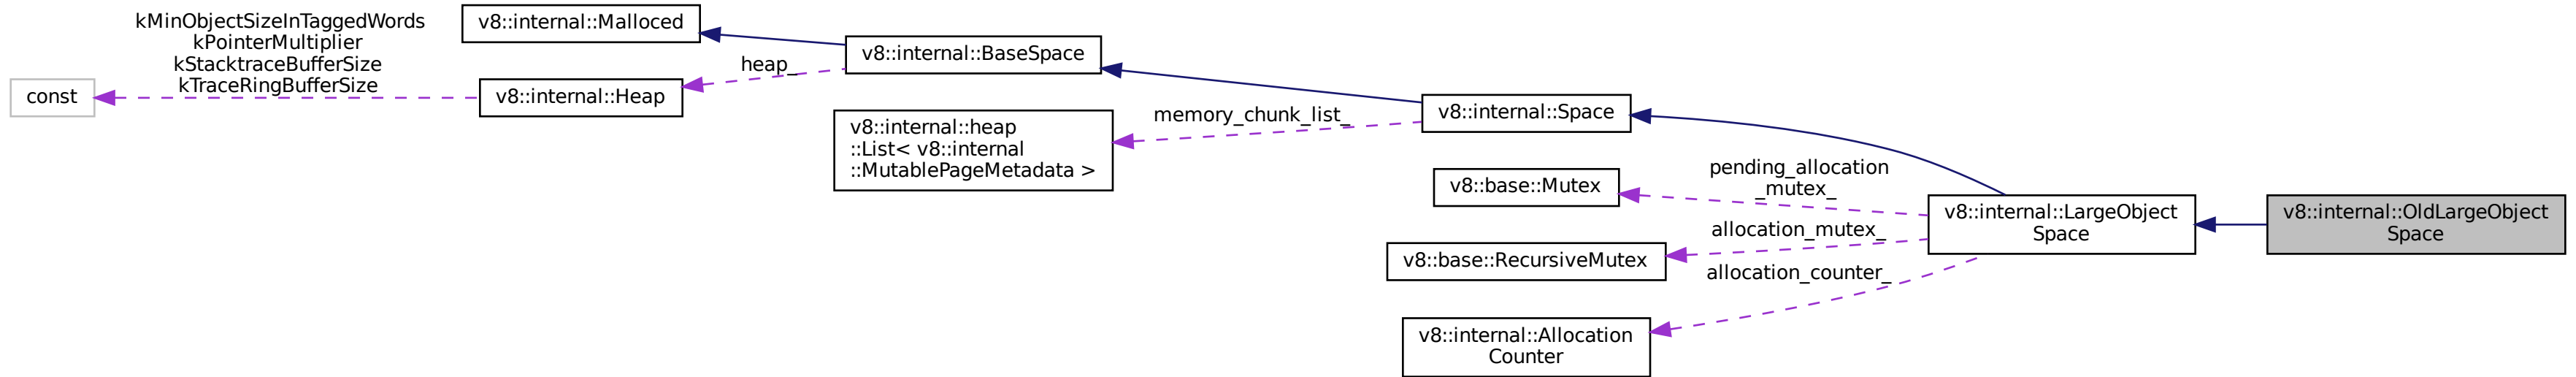 kMinObjectSizeInTaggedWords
kPointerMultiplier
kStacktraceBufferSize
kTraceRingBufferSize
const
v8::internal::Malloced
v8::internal::Heap
heap_
v8::internal::BaseSpace
v8::internal::heap
::List< v8::internal
::MutablePageMetadata >
memory_chunk_list_
v8::internal::Space
v8::base::Mutex
pending_allocation
_mutex_
v8::base::RecursiveMutex
allocation_mutex_
v8::internal::Allocation
Counter
allocation_counter_
v8::internal::LargeObject
Space
v8::internal::OldLargeObject
Space